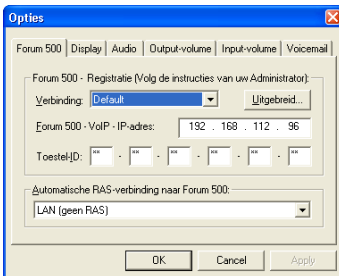 Opties
Forum 500 Display Audio Output-volume Input-volume Voicemail
Forum 500 - Registratie (Volg de instructies van uw Administrator):
Verbinding: Default Uitgebreid...
Forum 500 - VoIP - IP-adres: 192 . 168 . 112 . 96
Toestel-ID: ** - ** - ** - ** - ** - **
Automatische RAS-verbinding naar Forum 500:
LAN (geen RAS)
OK Cancel Apply